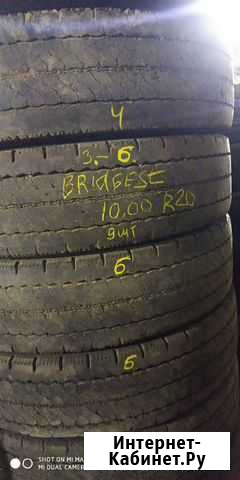 4
3.-6.
BRIDGESE
10.00 R20
9шт
6
6
SHOT ON MI MA
MI DUAL CAMER
Интернет-
Кабинет.Ру